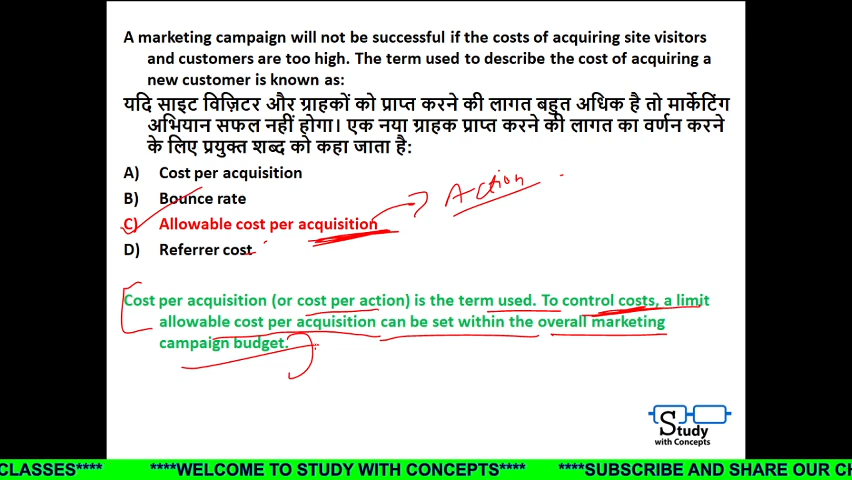 A marketing campaign will not be successful if the costs of acquiring site visitors
and customers are too high. The term used to describe the cost of acquiring a
new customer is known as:
यदि साइट विज़िटर और ग्राहकों को प्राप्त करने की लागत बहुत अधिक है तो मार्केटिंग
अभियान सफल नहीं होगा। एक नया ग्राहक प्राप्त करने की लागत का वर्णन करने
के लिए प्रयुक्त शब्द को कहा जाता है:
A) Cost per acquisition
Action
B) Bounce rate
C) Allowable cost per acquisition
D) Referrer cost
Cost per acquisition (or cost per action) is the term used. To control costs, a limit
allowable cost per acquisition can be set within the overall marketing
campaign budget.
Study
with Concepts
CLASSES**** ****WELCOME TO STUDY WITH CONCEPTS**** ****SUBSCRIBE AND SHARE OUR CH